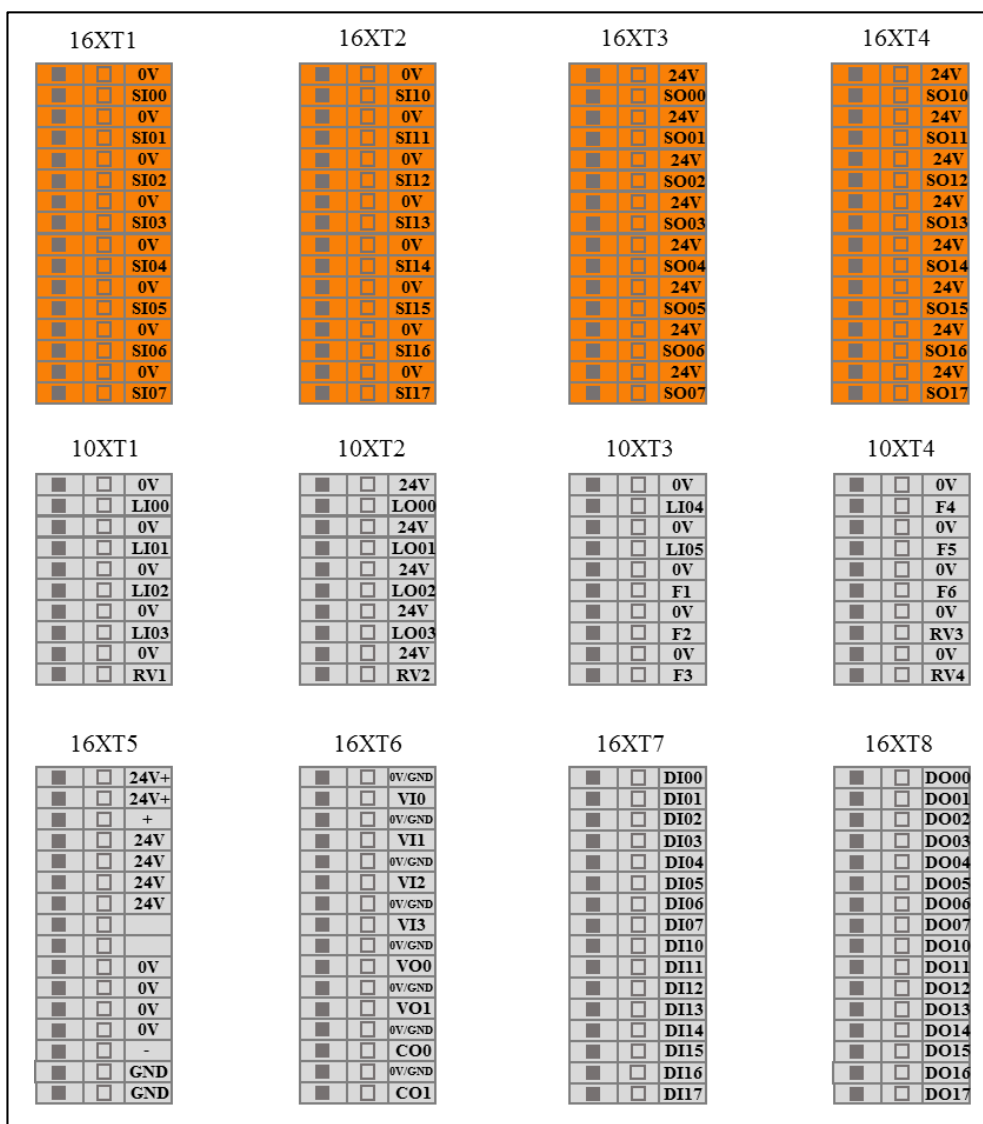 16XT1 16XT2 16XT3 16XT4
0V 0V 24V 24V
SI00 SI10 SO00 SO10
0V 0V 24V 24V
SI01 SI11 SO01 SO11
0V 0V 24V 24V
SI02 SI12 SO02 SO12
0V 0V 24V 24V
SI03 SI13 SO03 SO13
0V 0V 24V 24V
SI04 SI14 SO04 SO14
0V 0V 24V 24V
SI05 SI15 SO05 SO15
0V 0V 24V 24V
SI06 SI16 SO06 SO16
0V 0V 24V 24V
SI07 SI17 SO07 SO17
10XT1 10XT2 10XT3 10XT4
0V 24V 0V 0V
LI00 LO00 LI04 F4
0V 24V 0V 0V
LI01 LO01 LI05 F5
0V 24V 0V 0V
LI02 LO02 F1 F6
0V 24V 0V 0V
LI03 LO03 F2 RV3
0V 24V 0V 0V
RV1 RV2 F3 RV4
16XT5 16XT6 16XT7 16XT8
24V+ 0V/GND DI00 DO00
24V+ VI0 DI01 DO01
+ 0V/GND DI02 DO02
24V VI1 DI03 DO03
24V 0V/GND DI04 DO04
24V VI2 DI05 DO05
24V 0V/GND DI06 DO06
VI3 DI07 DO07
0V/GND DI10 DO10
0V VO0 DI11 DO11
0V 0V/GND DI12 DO12
0V VO1 DI13 DO13
0V 0V/GND DI14 DO14
- CO0 DI15 DO15
GND 0V/GND DI16 DO16
GND CO1 DI17 DO17